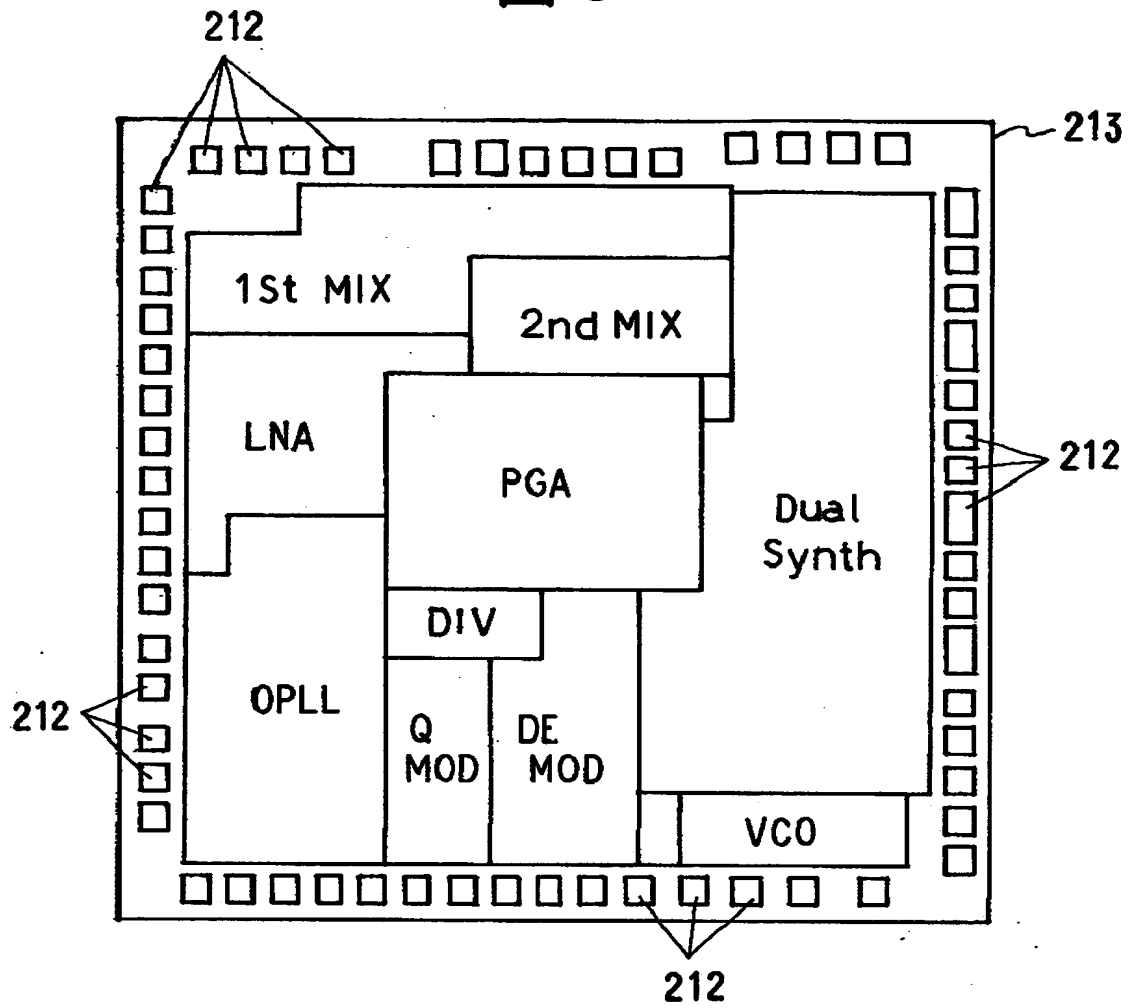 212
213
1St MIX
2nd MIX
LNA
PGA
212
Dual
Synth
DIV
OPLL
212
Q
MOD
DE
MOD
VCO
212